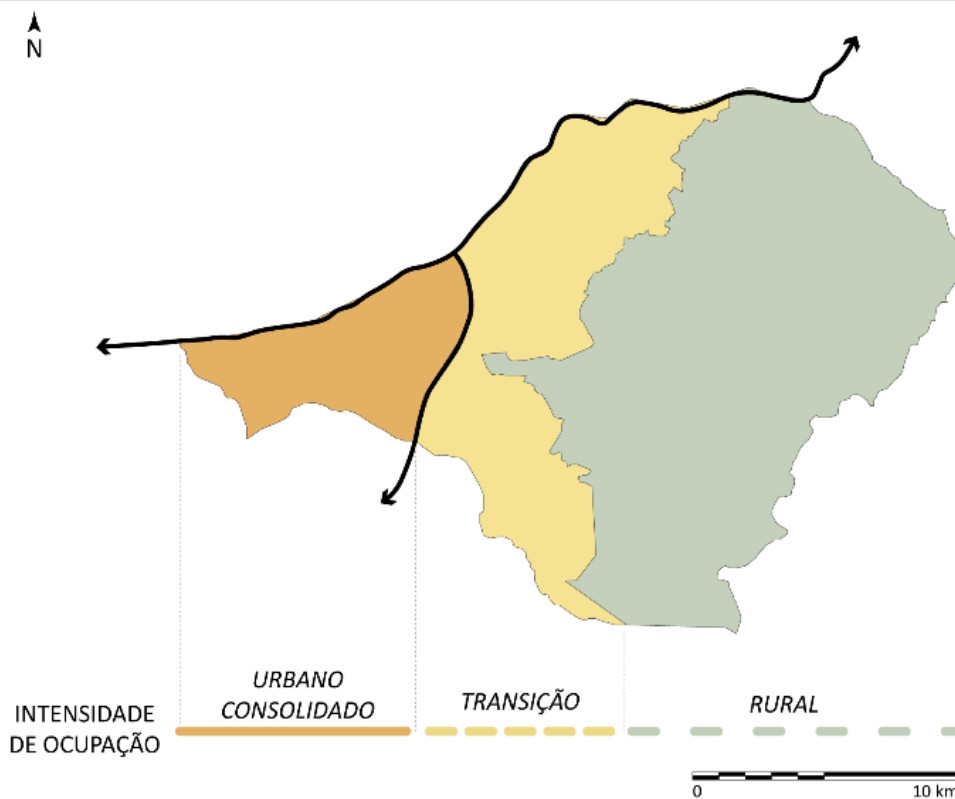 N
URBANO
CONSOLIDADO
TRANSIÇÃO
RURAL
INTENSIDADE
DE OCUPAÇÃO
0
10 km